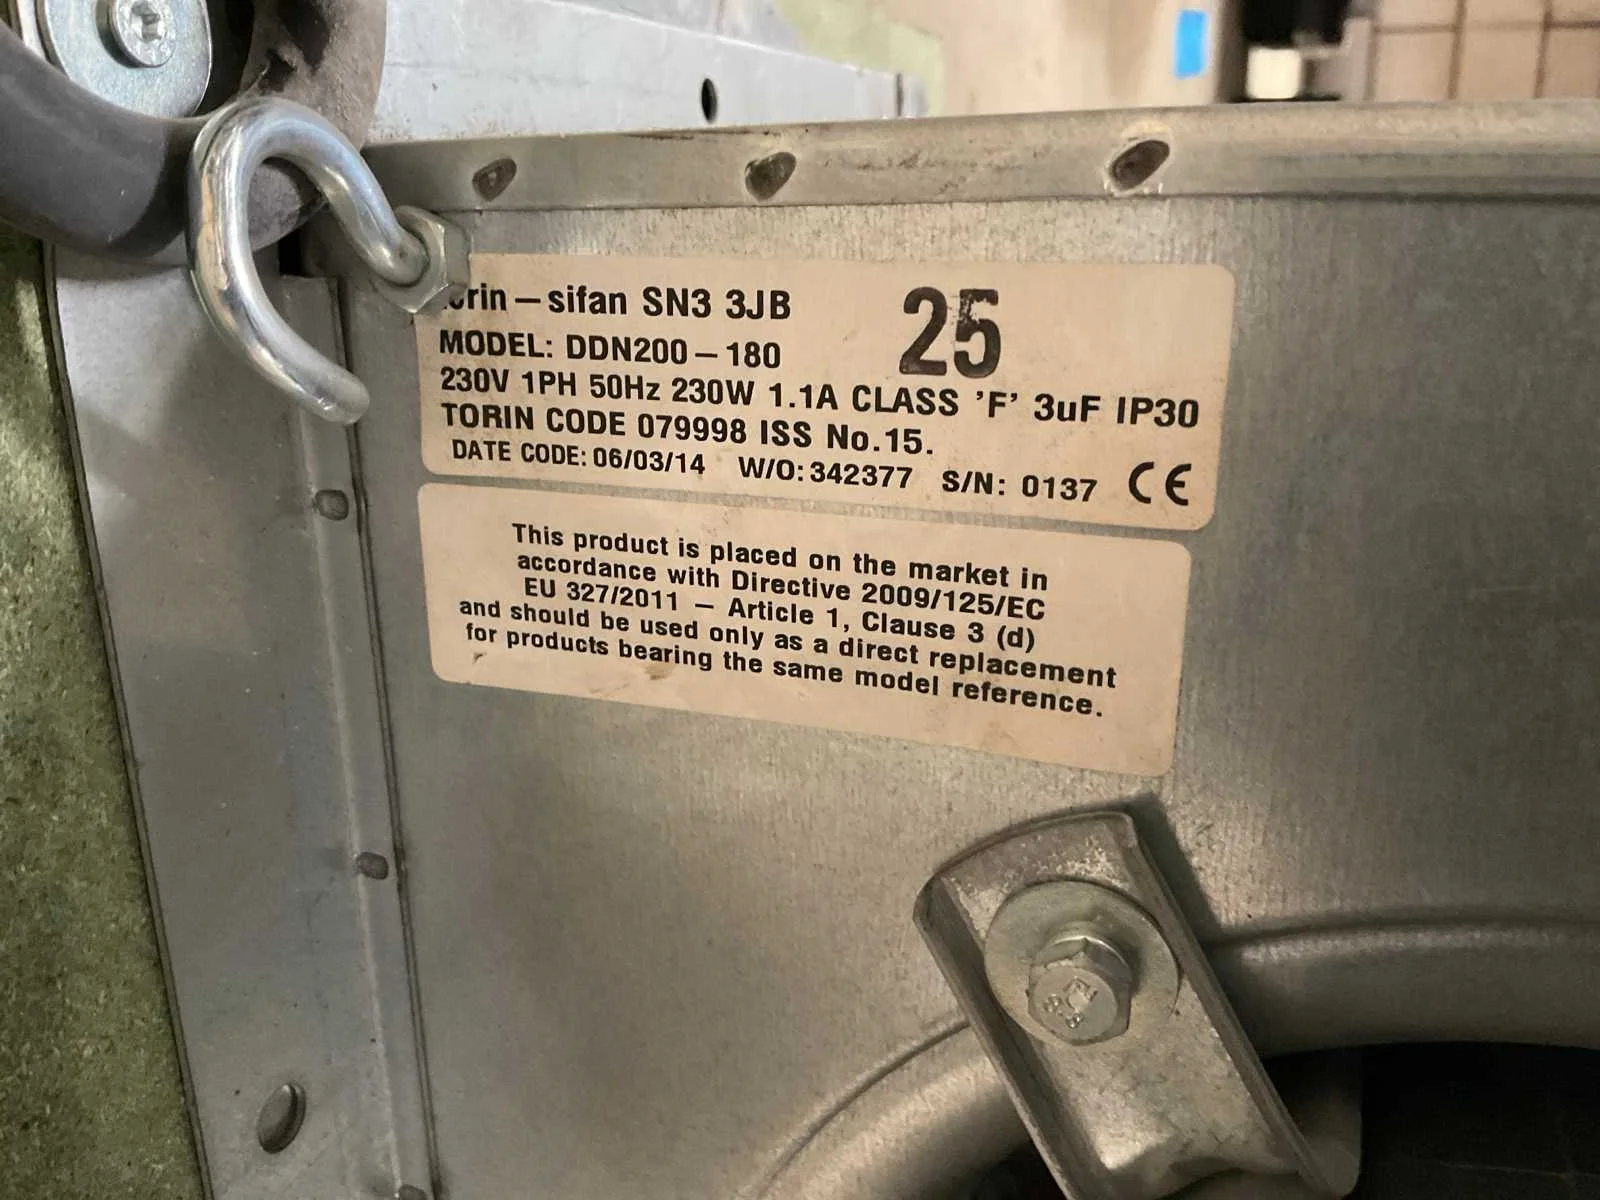 orin – sifan SN3 3JB
25
MODEL: DDN200 – 180
230V 1PH 50Hz 230W 1.1A CLASS 'F' 3uF IP30
TORIN CODE 079998 ISS No.15.
DATE CODE: 06/03/14 W/O: 342377 S/N: 0137 CE
This product is placed on the market in
accordance with Directive 2009/125/EC
EU 327/2011 – Article 1, Clause 3 (d)
and should be used only as a direct replacement
for products bearing the same model reference.
8.8